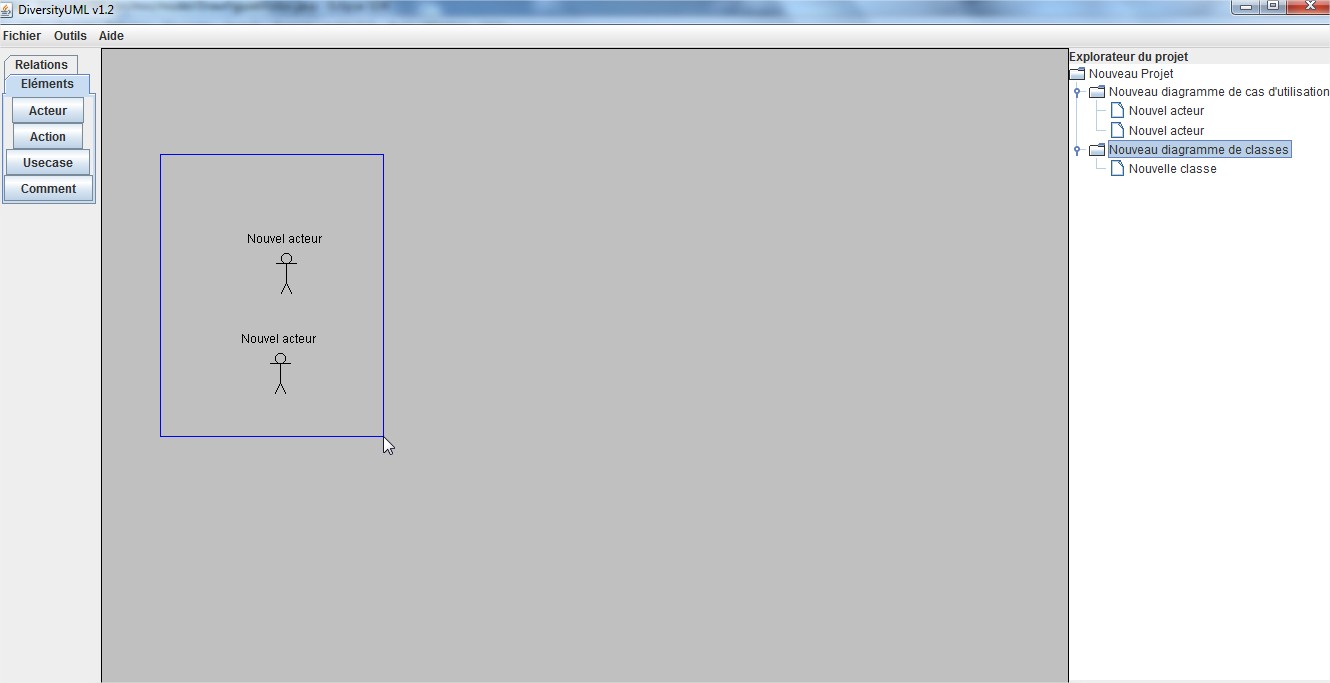 DiversityUML v1.2
Fichier Outils Aide
Relations
Eléments
Acteur
Action
Usecase
Comment
Nouvel acteur
Nouvel acteur
Explorateur du projet
Nouveau Projet
Nouveau diagramme de cas d'utilisation
Nouvel acteur
Nouvel acteur
Nouveau diagramme de classes
Nouvelle classe